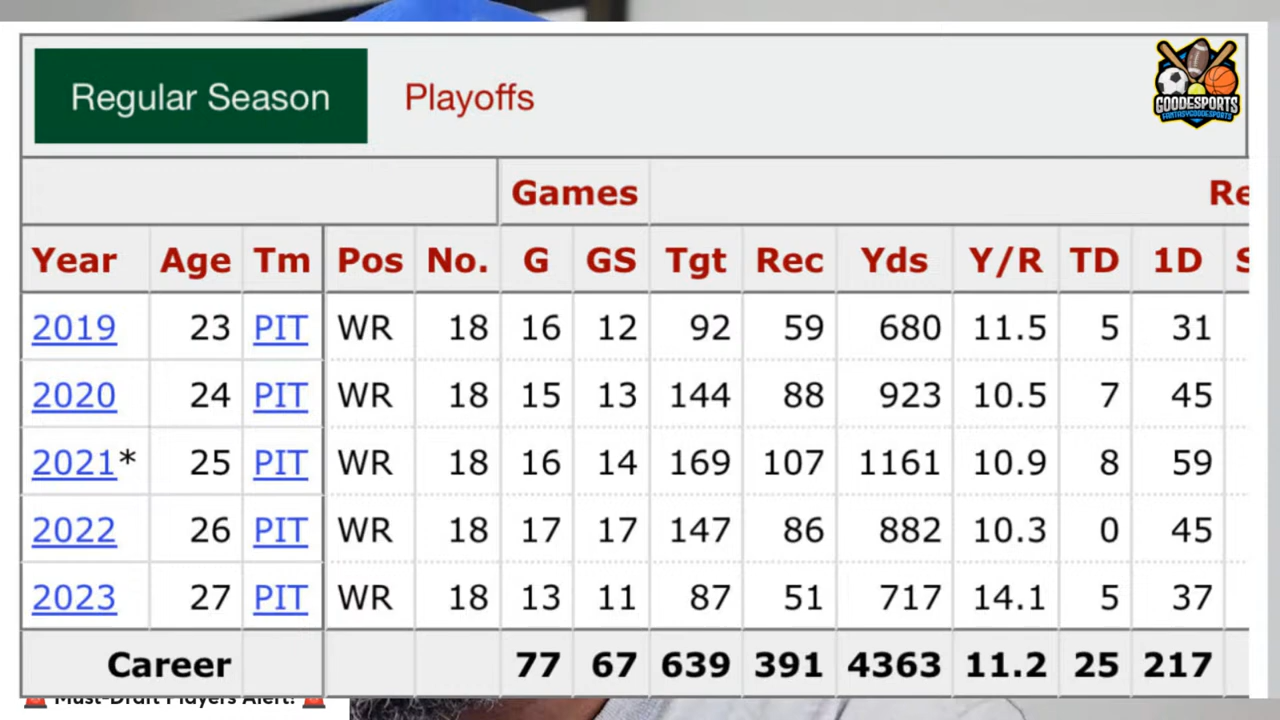 Regular Season Playoffs
GOODESPORTS
FANTASYGOODESPORTS
Games Re
Year Age Tm Pos No. G GS Tgt Rec Yds Y/R TD 1D S
2019 23 PIT WR 18 16 12 92 59 680 11.5 5 31
2020 24 PIT WR 18 15 13 144 88 923 10.5 7 45
2021* 25 PIT WR 18 16 14 169 107 1161 10.9 8 59
2022 26 PIT WR 18 17 17 147 86 882 10.3 0 45
2023 27 PIT WR 18 13 11 87 51 717 14.1 5 37
Career 77 67 639 391 4363 11.2 25 217
🚨 Must-Draft Players Alert! 🚨